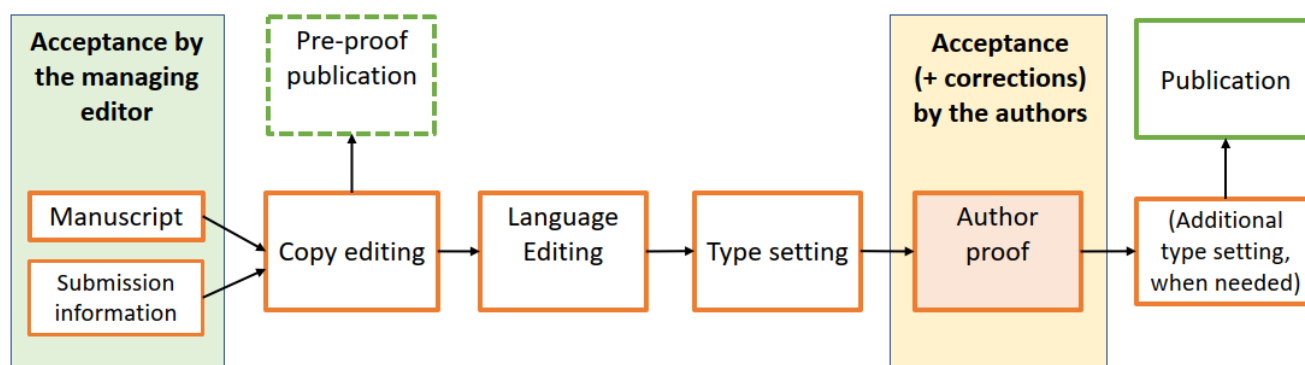 Acceptance by
the managing
editor
Pre-proof
publication
Acceptance
(+ corrections)
by the authors
Publication
Manuscript
Submission
information
Copy editing
Language
Editing
Type setting
Author
proof
(Additional
type setting,
when needed)